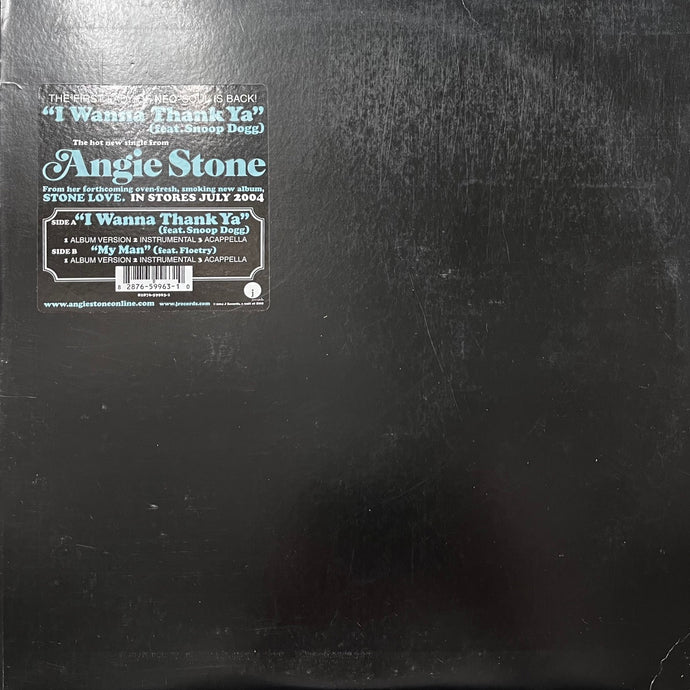 THE FIRST LADY OF NEO-SOUL IS BACK!
“I Wanna Thank Ya”
(feat. Snoop Dogg)
The hot new single from
Angie Stone
From her forthcoming oven-fresh, smoking new album,
STONE LOVE. IN STORES JULY 2004
SIDE A “I Wanna Thank Ya”
(feat. Snoop Dogg)
1 ALBUM VERSION 2 INSTRUMENTAL 3 ACAPPELLA
SIDE B “My Man” (feat. Floetry)
1 ALBUM VERSION 2 INSTRUMENTAL 3 ACAPPELLA
8 2876-59963-1 0
82876-59963-1
j
www.angiestoneonline.com www.jrecords.com